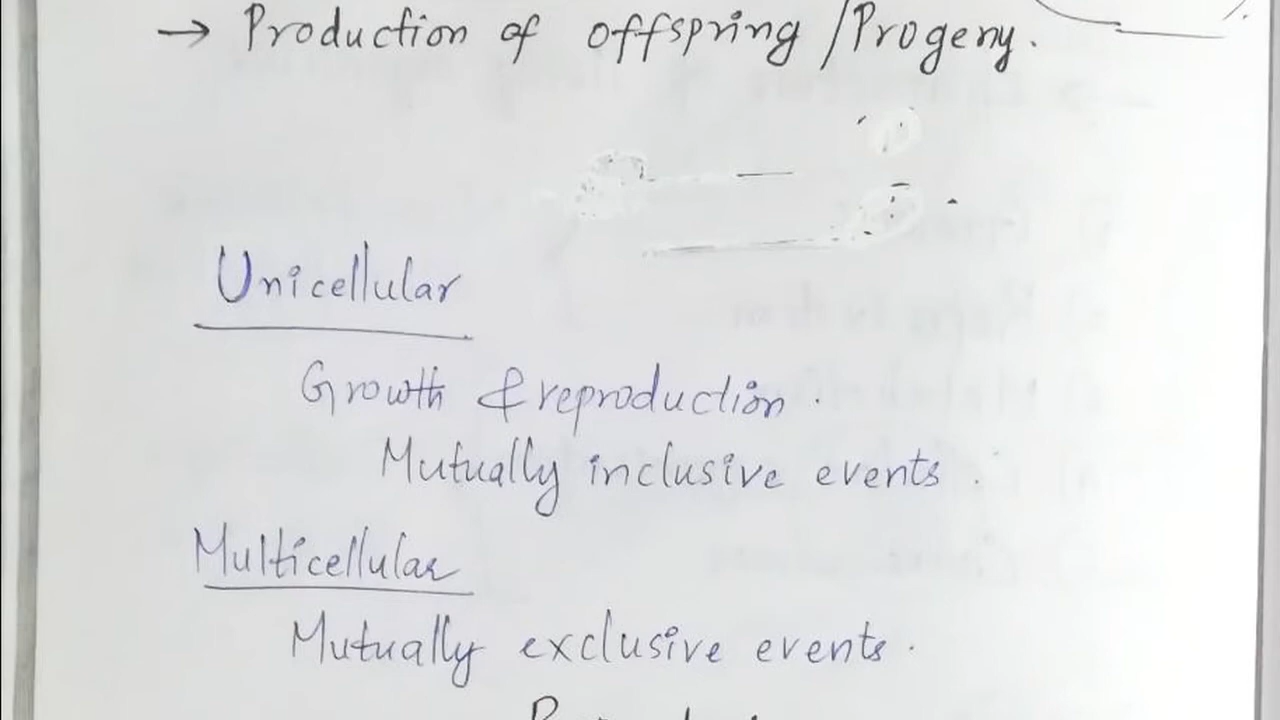 → Production of offspring /Progeny.
Unicellular
Growth & reproduction.
Mutually inclusive events.
Multicellular
Mutually exclusive events.